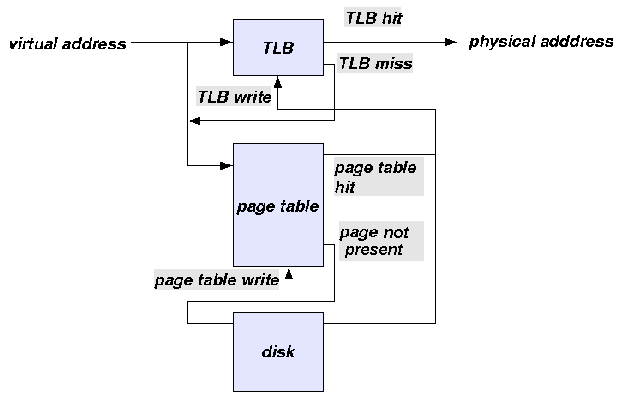 TLB hit
virtual address
TLB
physical adddress
TLB miss
TLB write
page table
hit
page table
page not
present
page table write
disk